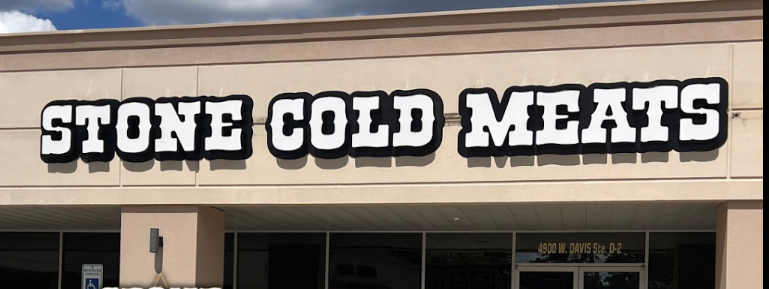 STONE COLD MEATS
4900 W. DAVIS Ste. D-2